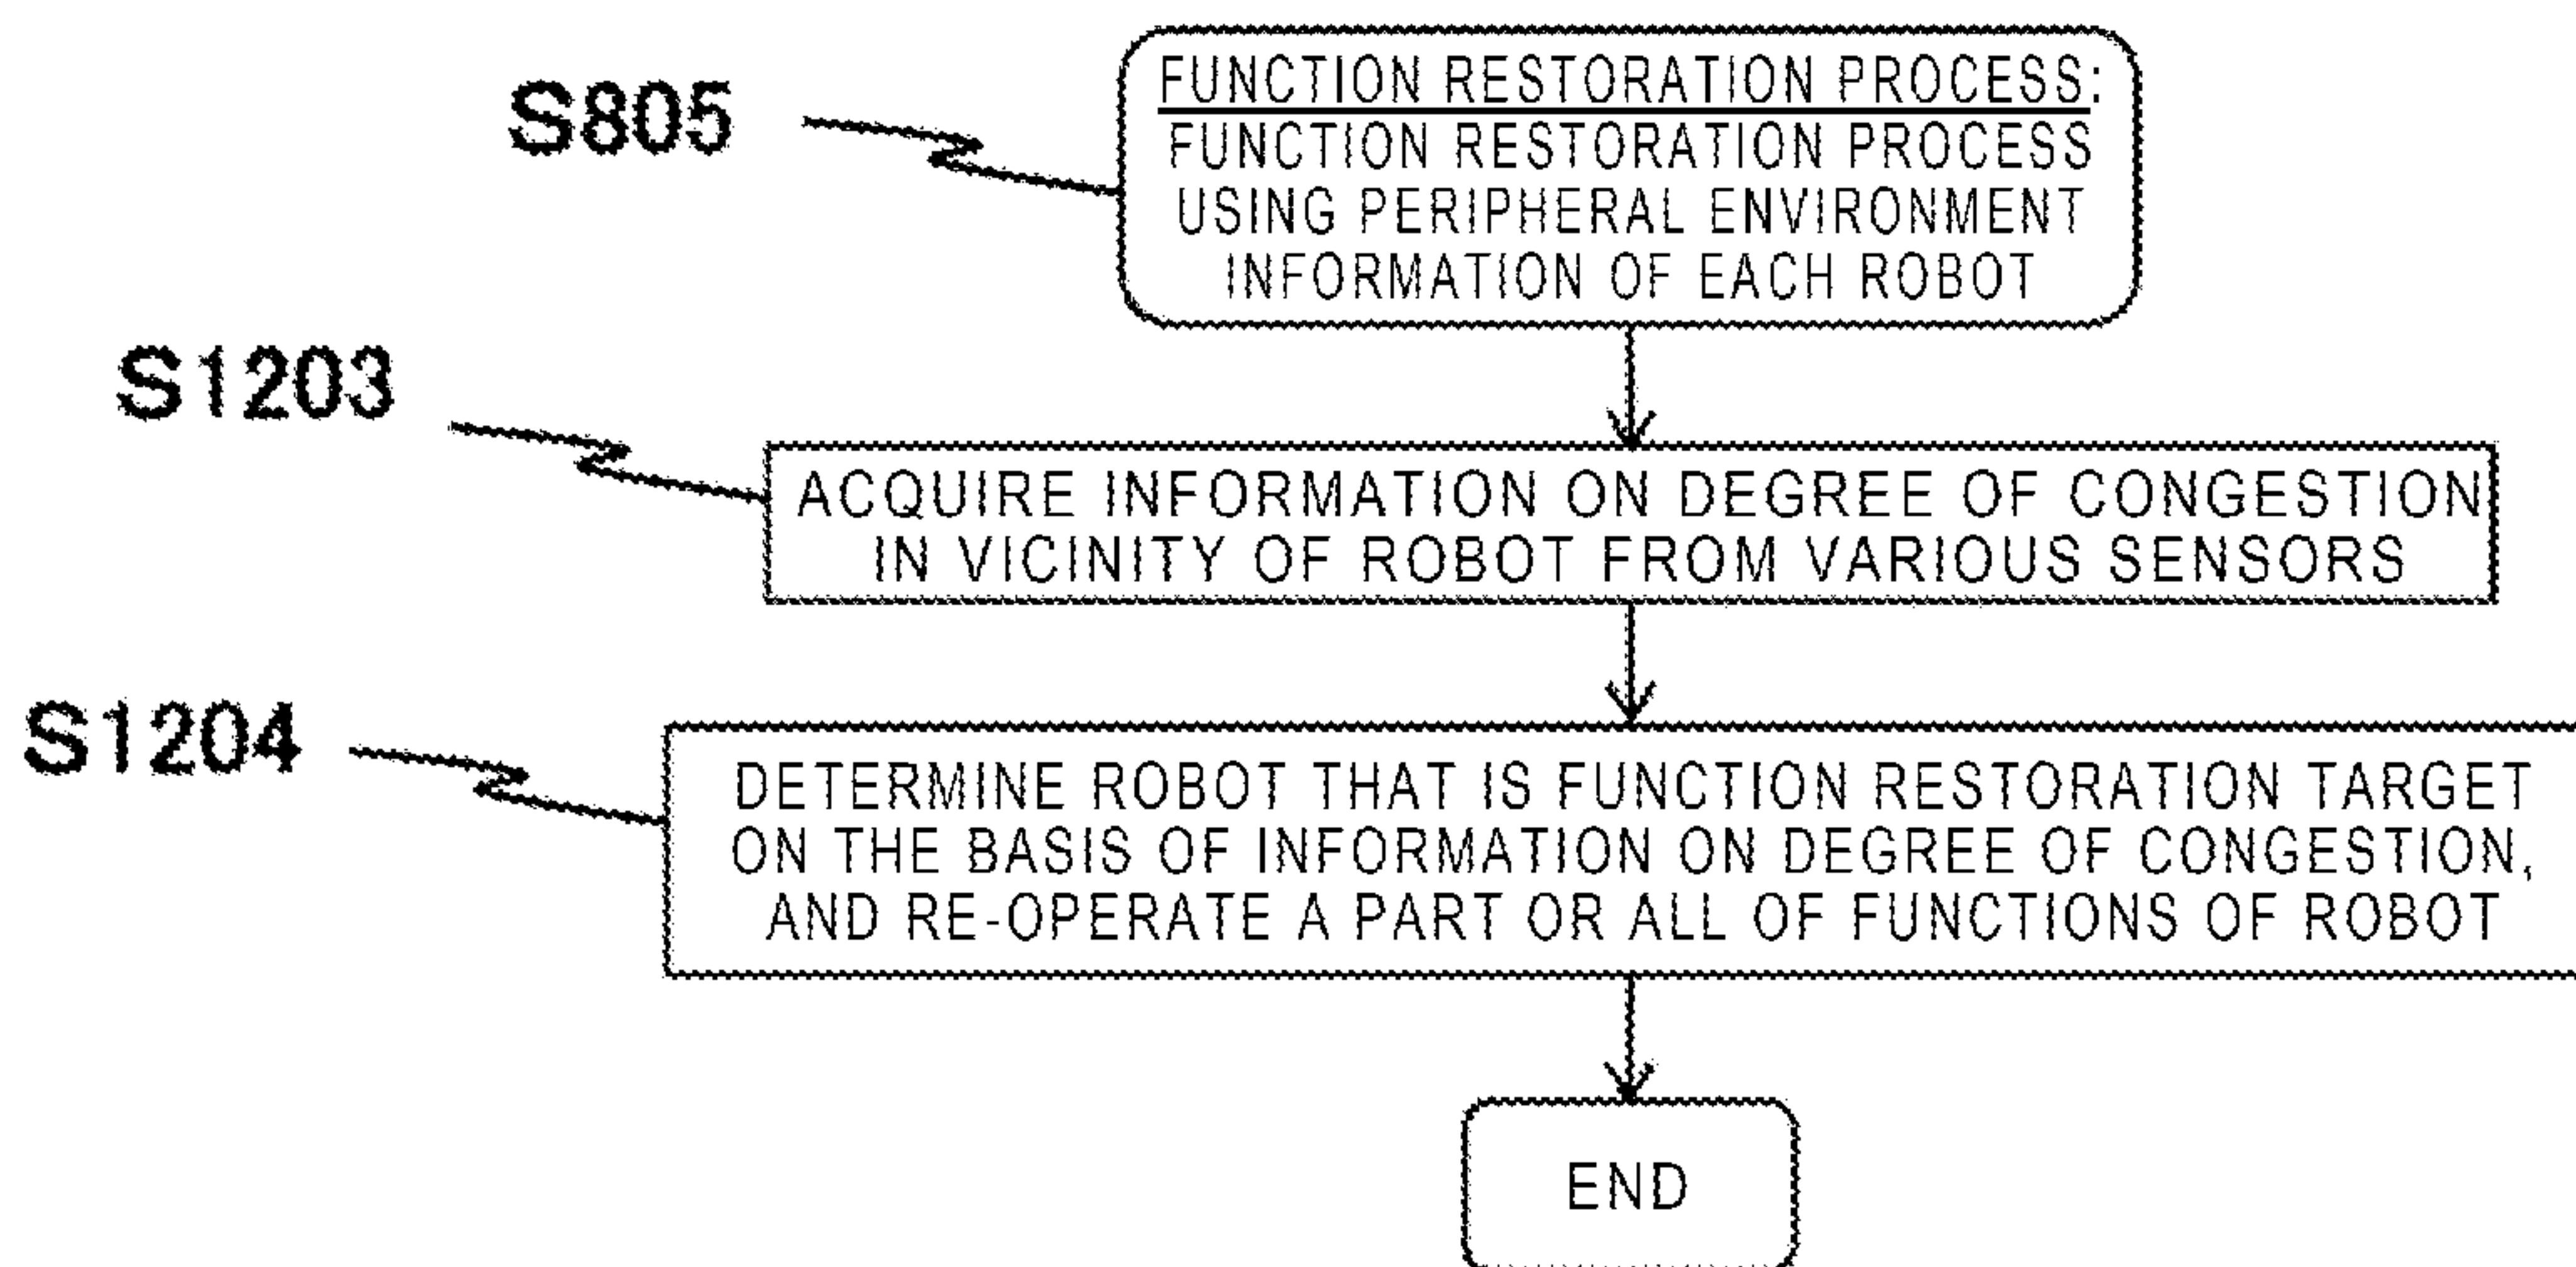 S805
FUNCTION RESTORATION PROCESS:
FUNCTION RESTORATION PROCESS
USING PERIPHERAL ENVIRONMENT
INFORMATION OF EACH ROBOT
S1203
ACQUIRE INFORMATION ON DEGREE OF CONGESTION
IN VICINITY OF ROBOT FROM VARIOUS SENSORS
S1204
DETERMINE ROBOT THAT IS FUNCTION RESTORATION TARGET
ON THE BASIS OF INFORMATION ON DEGREE OF CONGESTION,
AND RE-OPERATE A PART OR ALL OF FUNCTIONS OF ROBOT
END